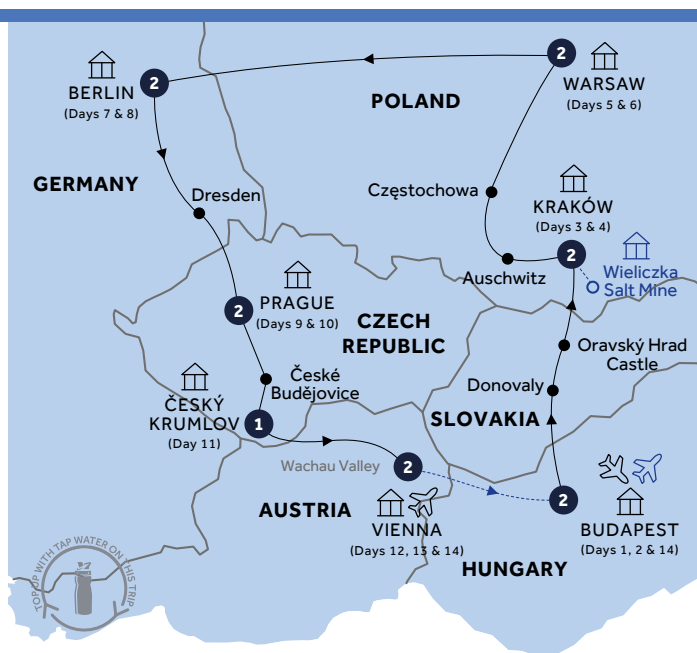 2
WARSAW
(Days 5 & 6)
2
BERLIN
(Days 7 & 8)
POLAND
GERMANY
Dresden
Częstochowa
KRAKÓW
(Days 3 & 4)
2
Auschwitz
Wieliczka
Salt Mine
2
PRAGUE
(Days 9 & 10)
CZECH
REPUBLIC
Oravský Hrad
Castle
České
Budějovice
Donovaly
ČESKÝ
KRUMLOV
(Day 11)
1
SLOVAKIA
Wachau Valley
2
2
AUSTRIA
VIENNA
(Days 12, 13 & 14)
BUDAPEST
(Days 1, 2 & 14)
HUNGARY
TOP UP WITH TAP WATER ON THIS TRIP